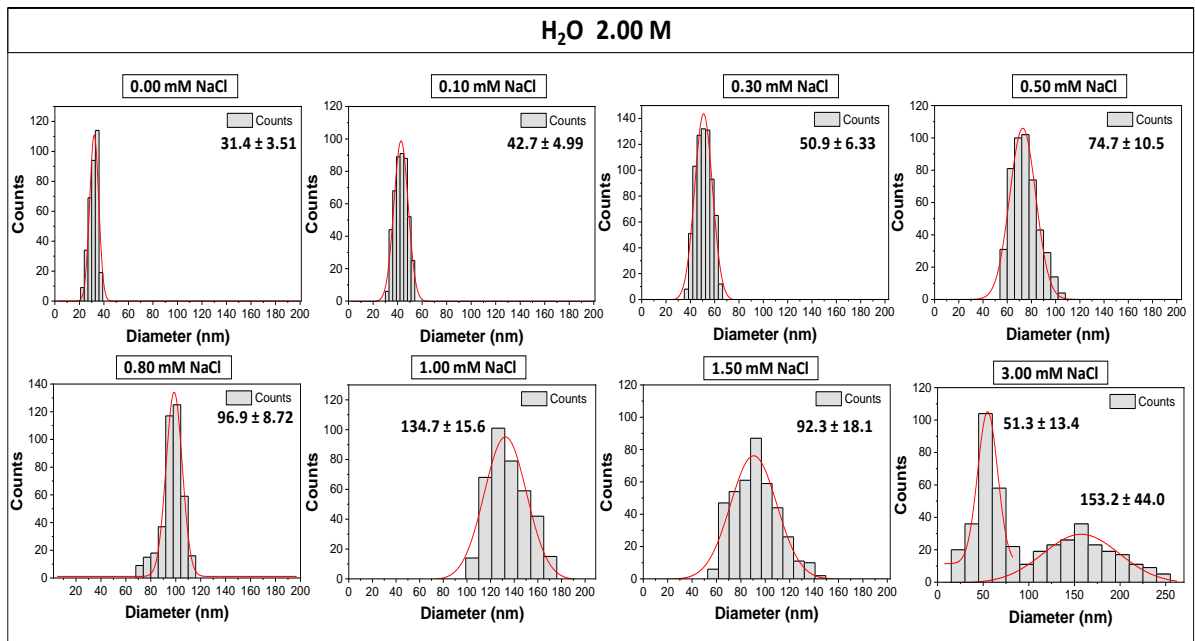 H₂O 2.00 M
0.00 mM NaCl
Counts
31.4 ± 3.51
120
100
80
60
40
20
0
Counts
0 20 40 60 80 100 120 140 160 180 200
Diameter (nm)
0.10 mM NaCl
Counts
42.7 ± 4.99
120
100
80
60
40
20
0
Counts
0 20 40 60 80 100 120 140 160 180 200
Diameter (nm)
0.30 mM NaCl
Counts
50.9 ± 6.33
140
120
100
80
60
40
20
0
Counts
0 20 40 60 80 100 120 140 160 180 200
Diameter (nm)
0.50 mM NaCl
Counts
74.7 ± 10.5
120
100
80
60
40
20
0
Counts
0 20 40 60 80 100 120 140 160 180 200
Diameter (nm)
0.80 mM NaCl
Counts
96.9 ± 8.72
140
120
100
80
60
40
20
0
Counts
0 20 40 60 80 100 120 140 160 180 200
Diameter (nm)
1.00 mM NaCl
Counts
134.7 ± 15.6
120
100
80
60
40
20
0
Counts
0 20 40 60 80 100 120 140 160 180 200
Diameter (nm)
1.50 mM NaCl
Counts
92.3 ± 18.1
120
100
80
60
40
20
0
Counts
0 20 40 60 80 100 120 140 160 180 200
Diameter (nm)
3.00 mM NaCl
Counts
51.3 ± 13.4
153.2 ± 44.0
120
100
80
60
40
20
0
Counts
0 50 100 150 200 250
Diameter (nm)